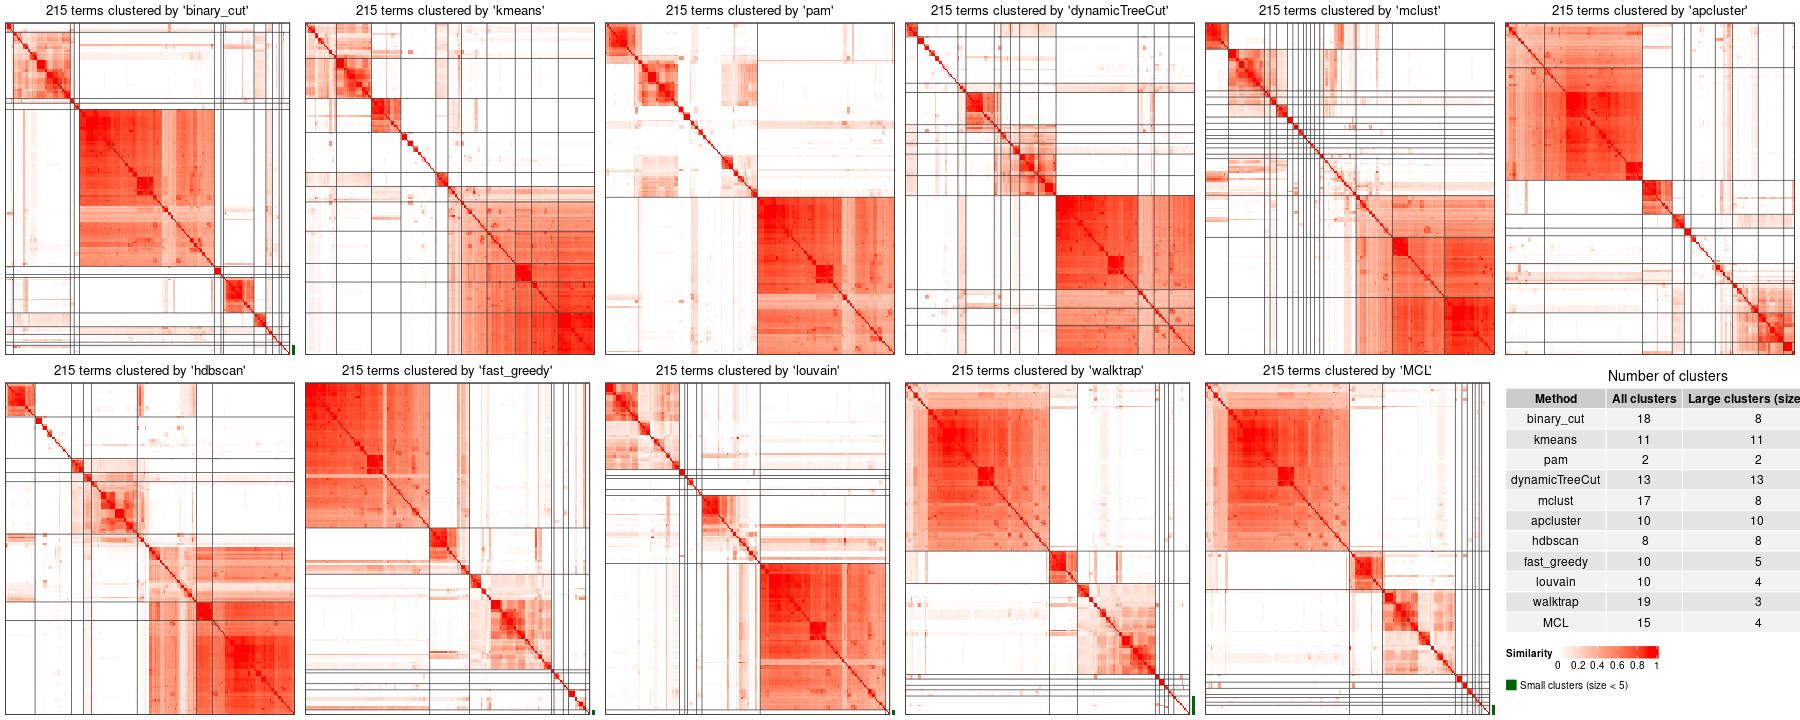 215 terms clustered by 'binary_cut'
215 terms clustered by 'kmeans'
215 terms clustered by 'pam'
215 terms clustered by 'dynamicTreeCut'
215 terms clustered by 'mclust'
215 terms clustered by 'apcluster'
215 terms clustered by 'hdbscan'
215 terms clustered by 'fast_greedy'
215 terms clustered by 'louvain'
215 terms clustered by 'walktrap'
215 terms clustered by 'MCL'
Number of clusters
Method All clusters Large clusters (size
binary_cut 18 8
kmeans 11 11
pam 2 2
dynamicTreeCut 13 13
mclust 17 8
apcluster 10 10
hdbscan 8 8
fast_greedy 10 5
louvain 10 4
walktrap 19 3
MCL 15 4
Similarity
0 0.2 0.4 0.6 0.8 1
Small clusters (size < 5)